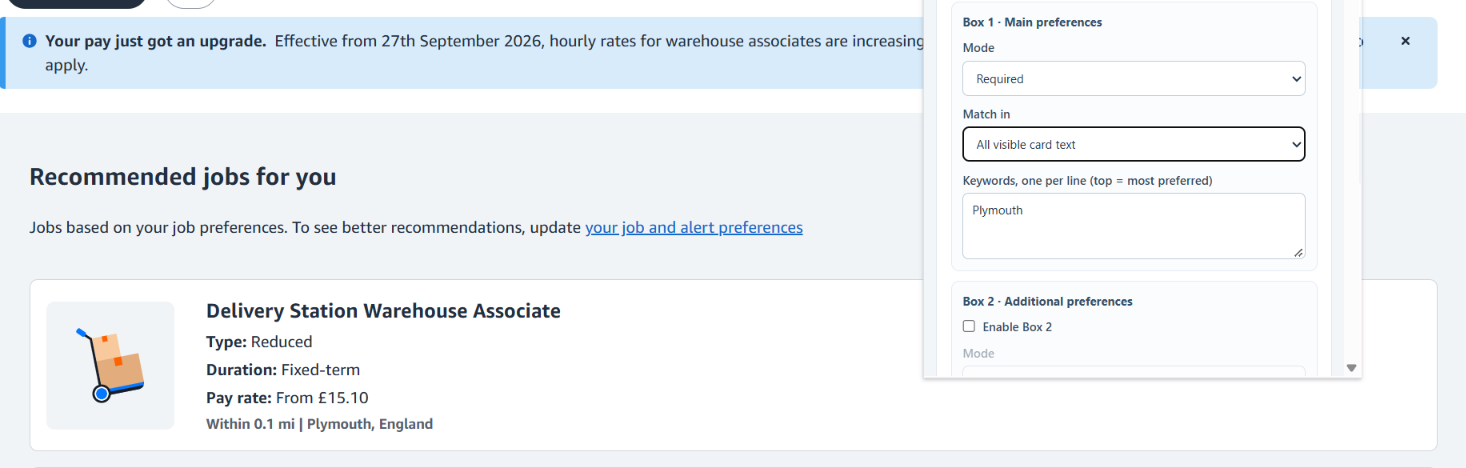 Your pay just got an upgrade. Effective from 27th September 2026, hourly rates for warehouse associates are increasing
apply.
Recommended jobs for you
Jobs based on your job preferences. To see better recommendations, update your job and alert preferences
Delivery Station Warehouse Associate
Type: Reduced
Duration: Fixed-term
Pay rate: From £15.10
Within 0.1 mi | Plymouth, England
Box 1 · Main preferences
Mode
Required
Match in
All visible card text
Keywords, one per line (top = most preferred)
Plymouth
Box 2 · Additional preferences
Enable Box 2
Mode